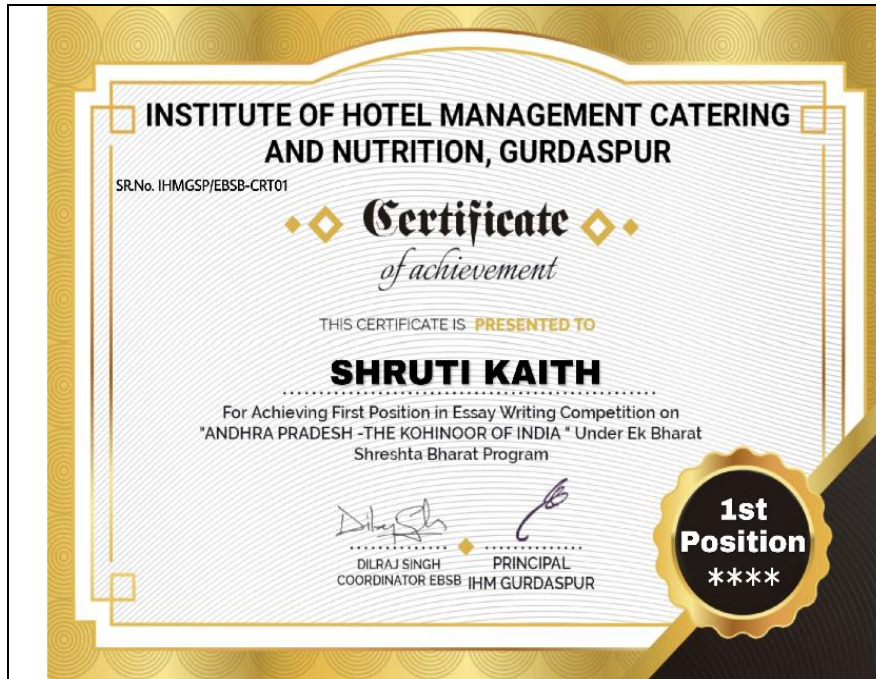 INSTITUTE OF HOTEL MANAGEMENT CATERING
AND NUTRITION, GURDASPUR
SR.No. IHMGSP/EBSB-CRT01
Certificate
of achievement
THIS CERTIFICATE IS PRESENTED TO
SHRUTI KAITH
For Achieving First Position in Essay Writing Competition on
"ANDHRA PRADESH -THE KOHINOOR OF INDIA " Under Ek Bharat
Shreshta Bharat Program
DILRAJ SINGH
COORDINATOR EBSB
PRINCIPAL
IHM GURDASPUR
1st
Position
****